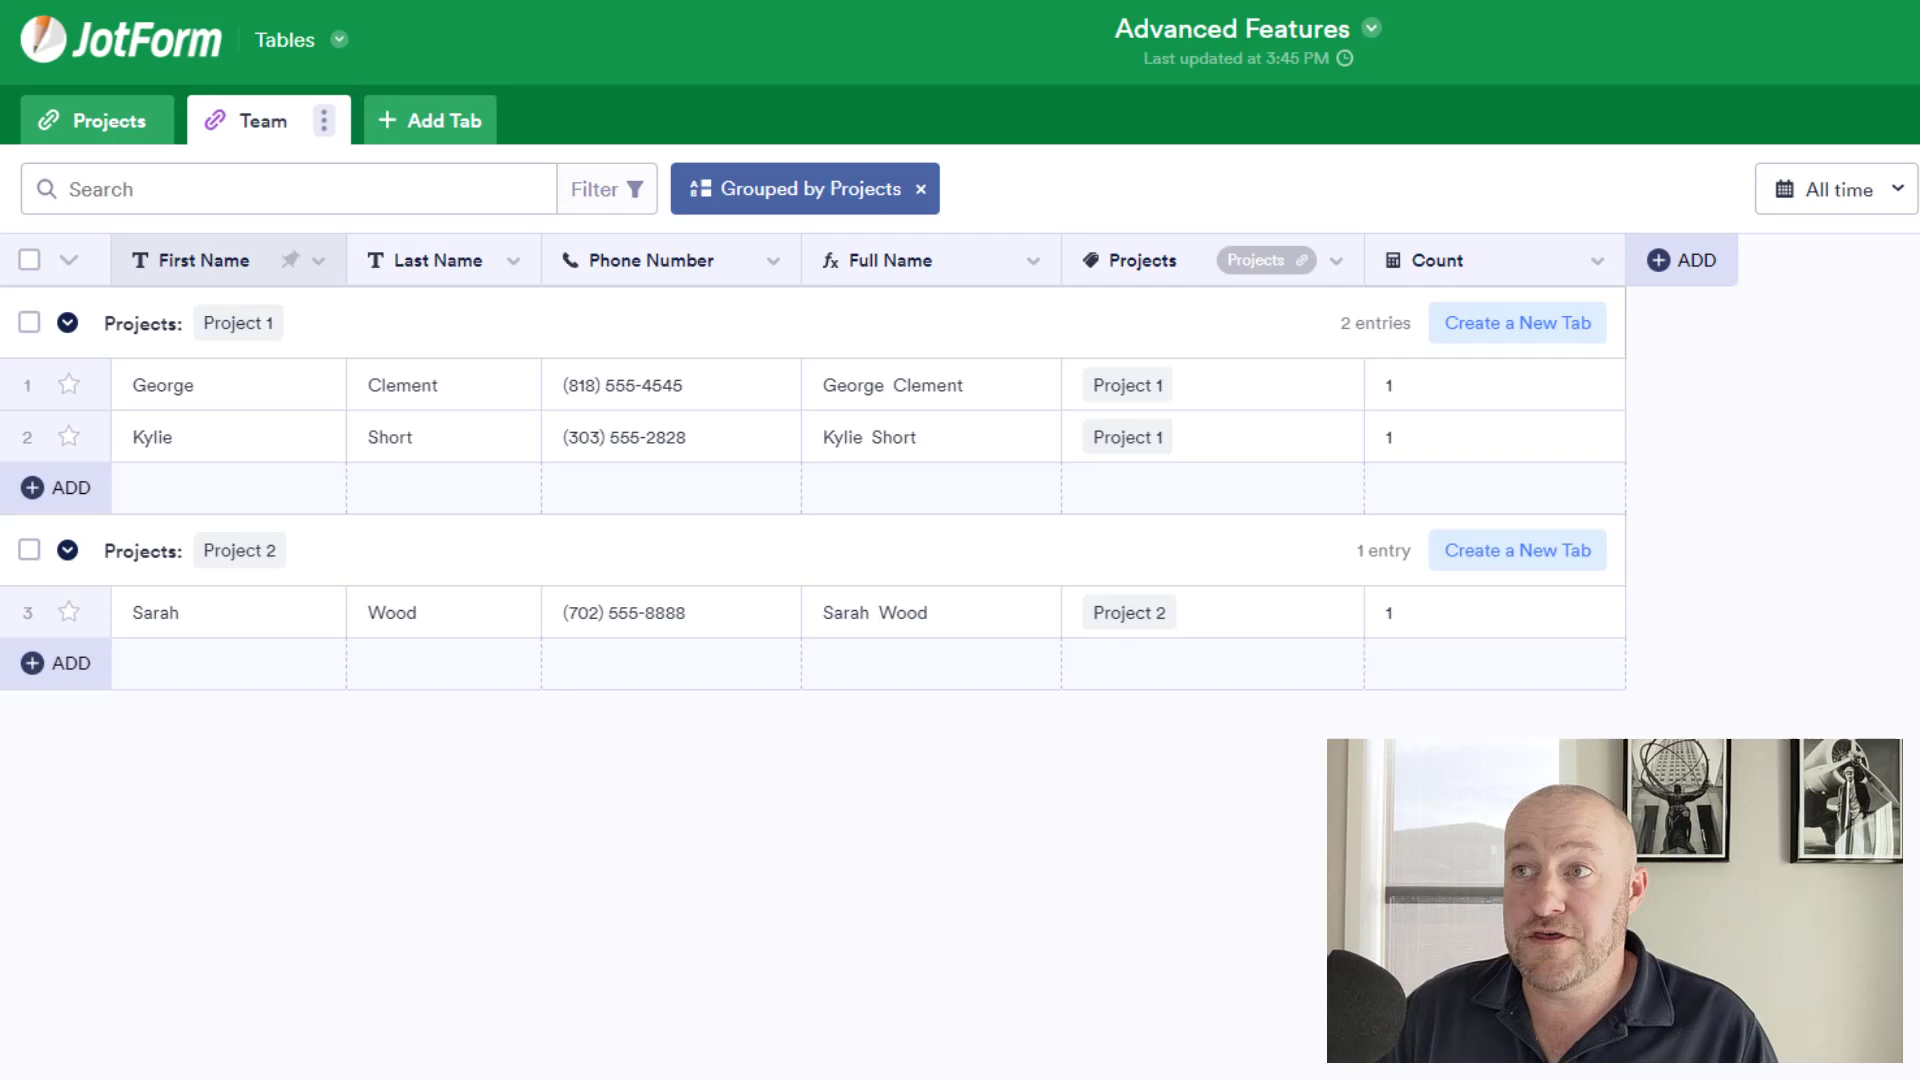 JotForm Tables
Advanced Features
Last updated at 3:45 PM
Projects Team + Add Tab
Search Filter Grouped by Projects × All time
First Name Last Name Phone Number fx Full Name Projects Projects Count ADD
Projects: Project 1 2 entries Create a New Tab
1 George Clement (818) 555-4545 George Clement Project 1 1
2 Kylie Short (303) 555-2828 Kylie Short Project 1 1
ADD
Projects: Project 2 1 entry Create a New Tab
3 Sarah Wood (702) 555-8888 Sarah Wood Project 2 1
ADD